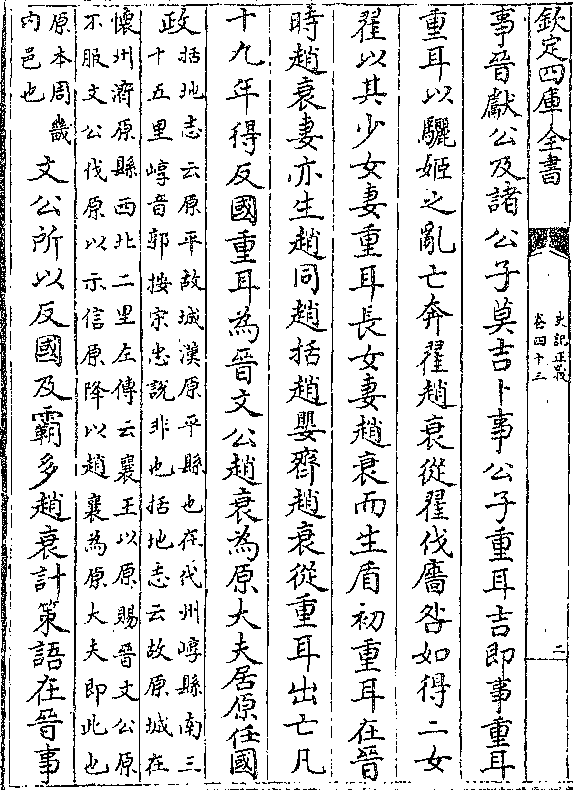 欽定四庫全書
史記正義
卷四十三
二
事晉獻公及諸公子莫吉卜事公子重耳吉即事重耳
重耳以驪姬之亂亡奔翟趙衰從翟伐廧咎如得二女
翟以其少女妻重耳長女妻趙衰而生盾初重耳在晉
時趙衰妻亦生趙同趙括趙嬰齊趙衰從重耳出亡凡
十九年得反國重耳為晉文公趙衰為原大夫居原任國
政
括地志云原平故城漢原平縣也在代州崞縣南三
十五里崞音郭按宋忠説非也括地志云故原城在
懷州濟原縣西北二里左傳云襄王以原賜晉文公原
不服文公伐原以示信原降以趙襄為原大夫即此也
原本周畿
内邑也
文公所以反國及霸多趙衰計策語在晉事